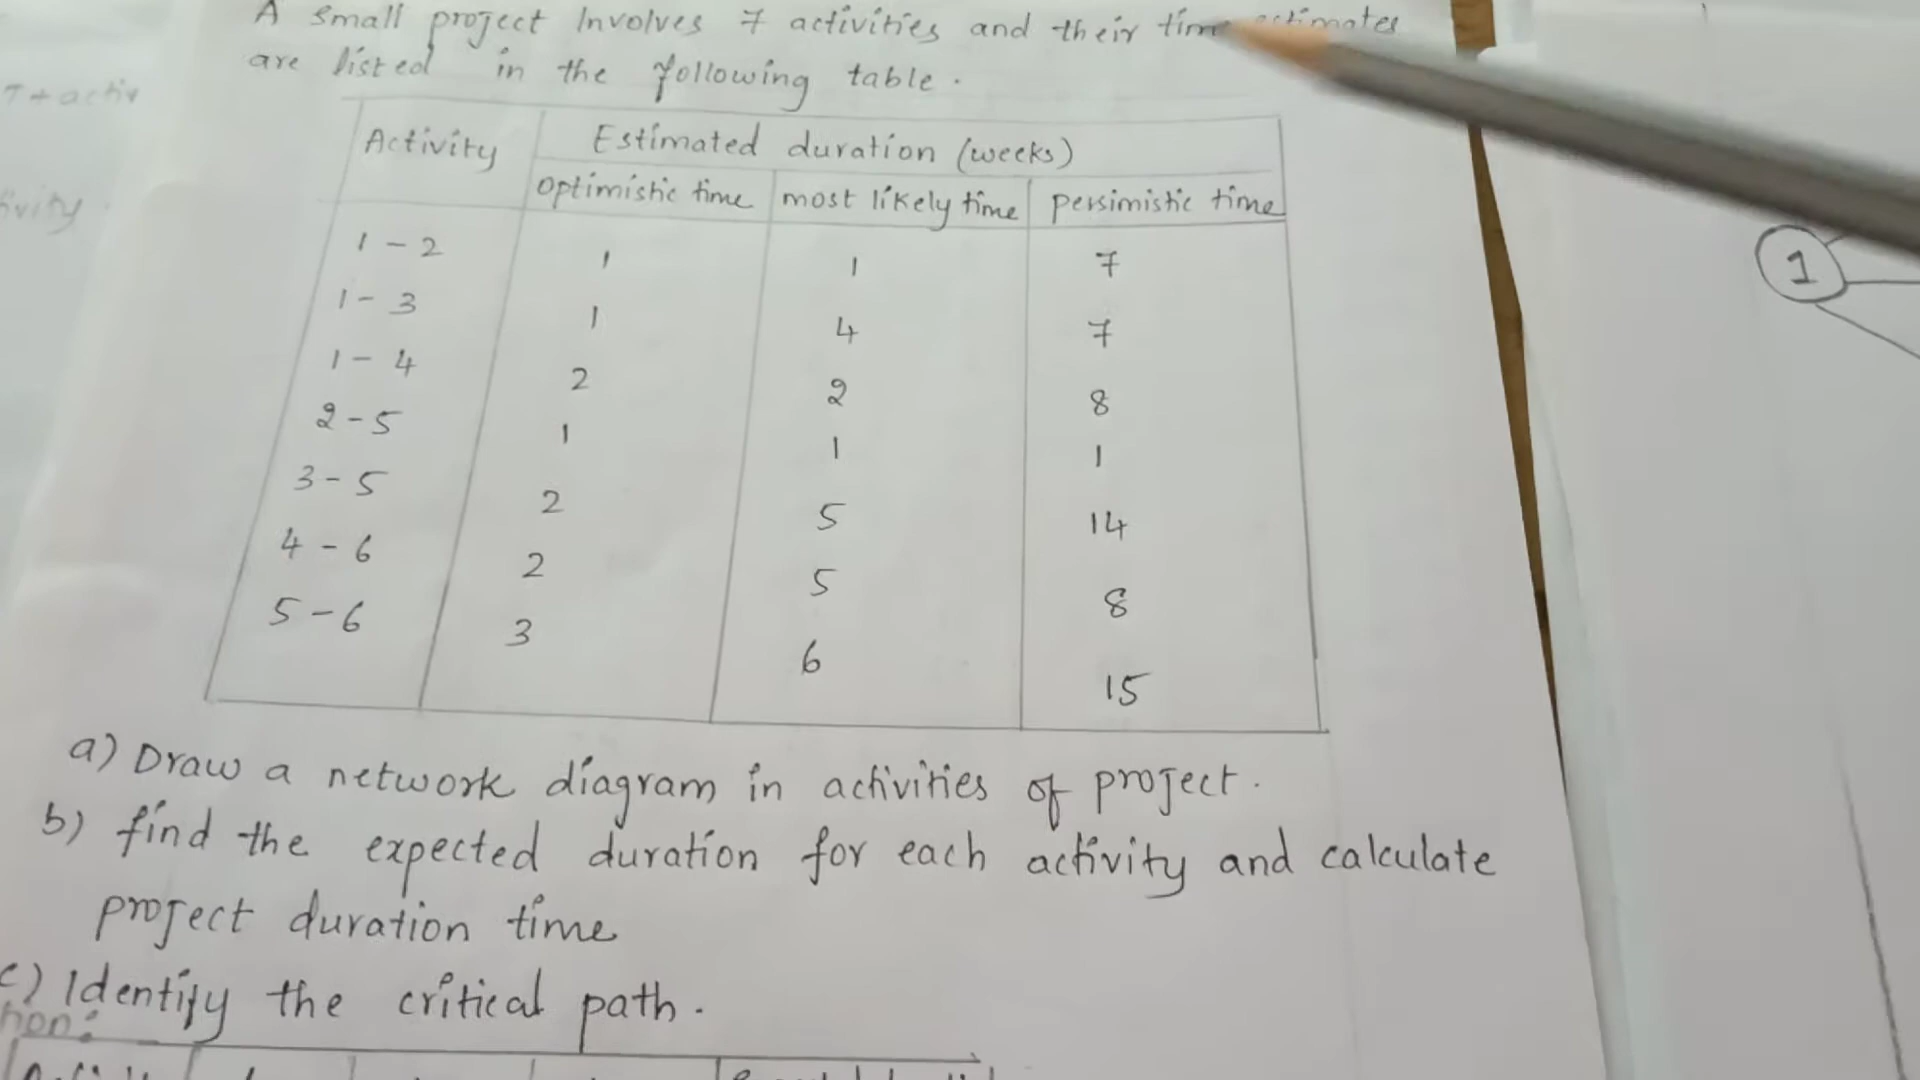 A small project Involves 7 activities and their time estimates
are listed in the following table.
Activity Estimated duration (weeks)
optimistic time most likely time persimistic time
1 - 2 1 1 7
1 - 3 1 4 7
1 - 4 2 2 8
2 - 5 1 1 1
3 - 5 2 5 14
4 - 6 2 5 8
5 - 6 3 6 15
a) Draw a network diagram in activities of project.
b) find the expected duration for each activity and calculate
project duration time
c) Identify the critical path.
1